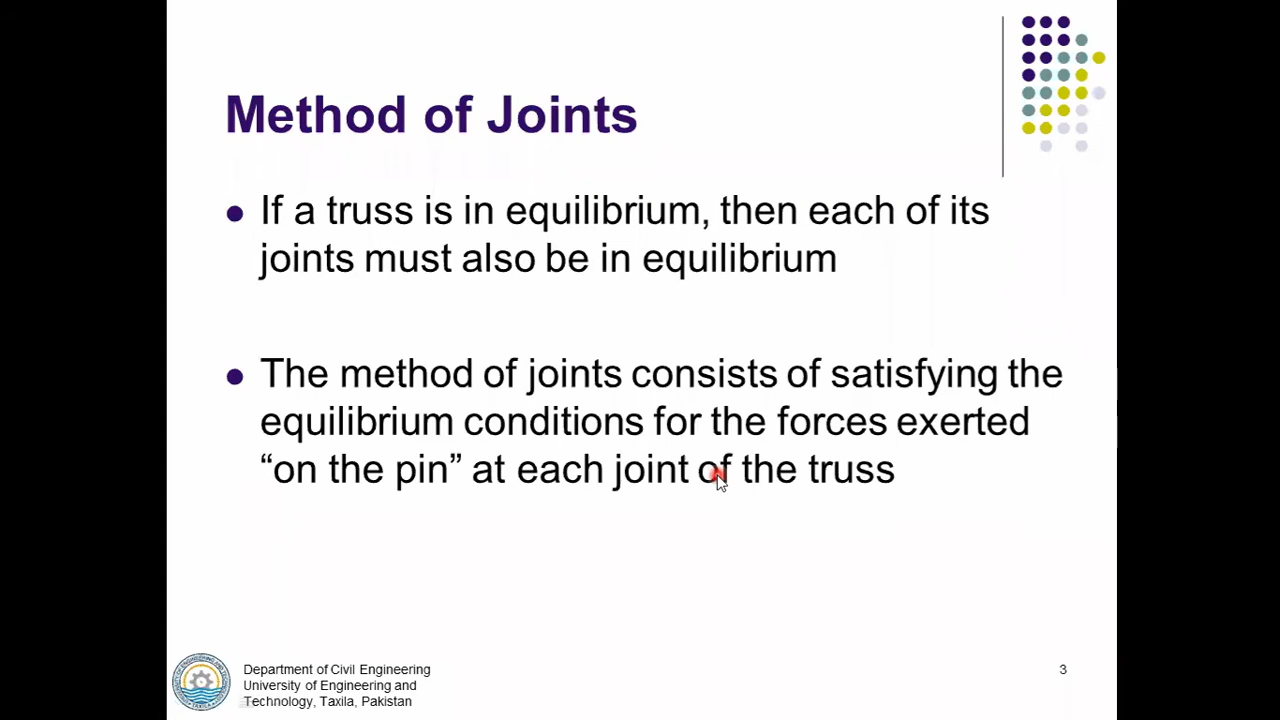 Method of Joints
If a truss is in equilibrium, then each of its
joints must also be in equilibrium
The method of joints consists of satisfying the
equilibrium conditions for the forces exerted
“on the pin” at each joint of the truss
Department of Civil Engineering
University of Engineering and
Technology, Taxila, Pakistan
3